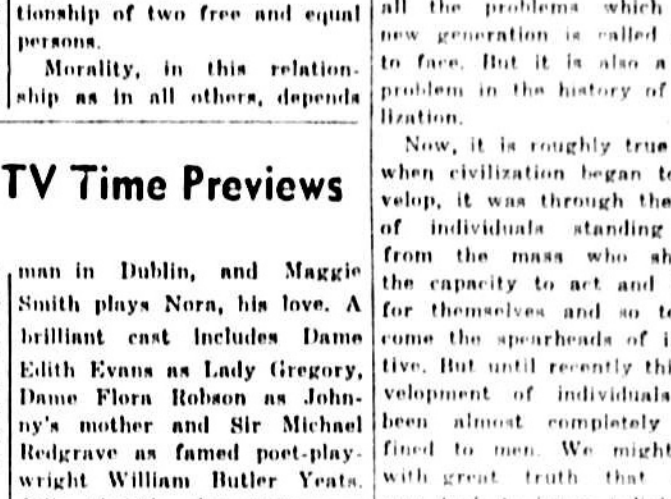 tionship of two free and equal
persons.
Morality, in this relation-
ship as in all others, depends
TV Time Previews
man in Dublin, and Maggie
Smith plays Nora, his love. A
brilliant cast includes Dame
Edith Evans as Lady Gregory,
Dame Flora Robson as John-
ny's mother and Sir Michael
Redgrave as famed poet-play-
wright William Butler Yeats.
all the problems which
new generation is called
to face. But it is also a
problem in the history of
lization.
Now, it is roughly true
when civilization began t
velop, it was through the
of individuals standing
from the mass who sh
the capacity to act and
for themselves and so t
come the spearheads of i
tive. But until recently thi
velopment of individuals
been almost completely
fined to men. We might
with great truth that